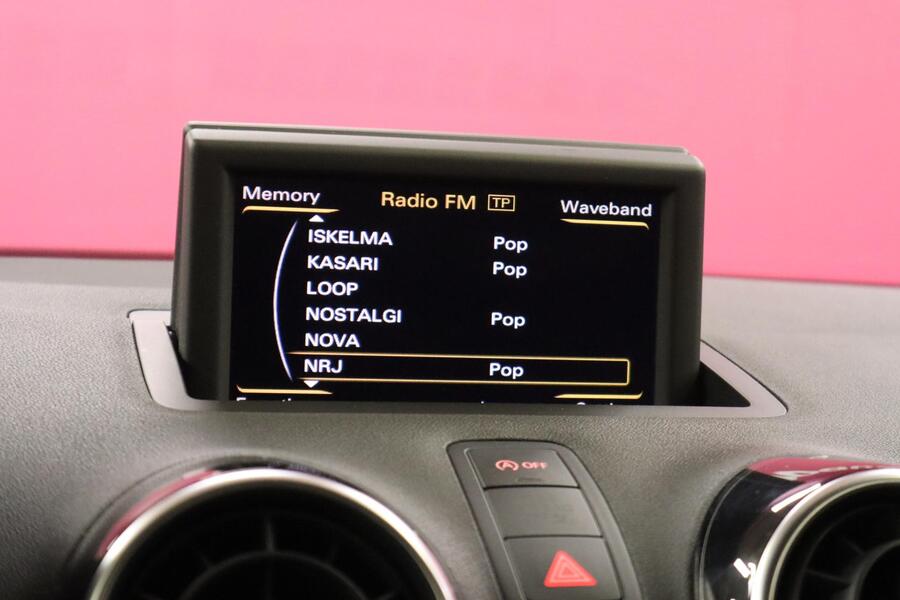 Memory Radio FM TP Waveband
ISKELMA Pop
KASARI Pop
LOOP
NOSTALGI Pop
NOVA
NRJ Pop
A OFF